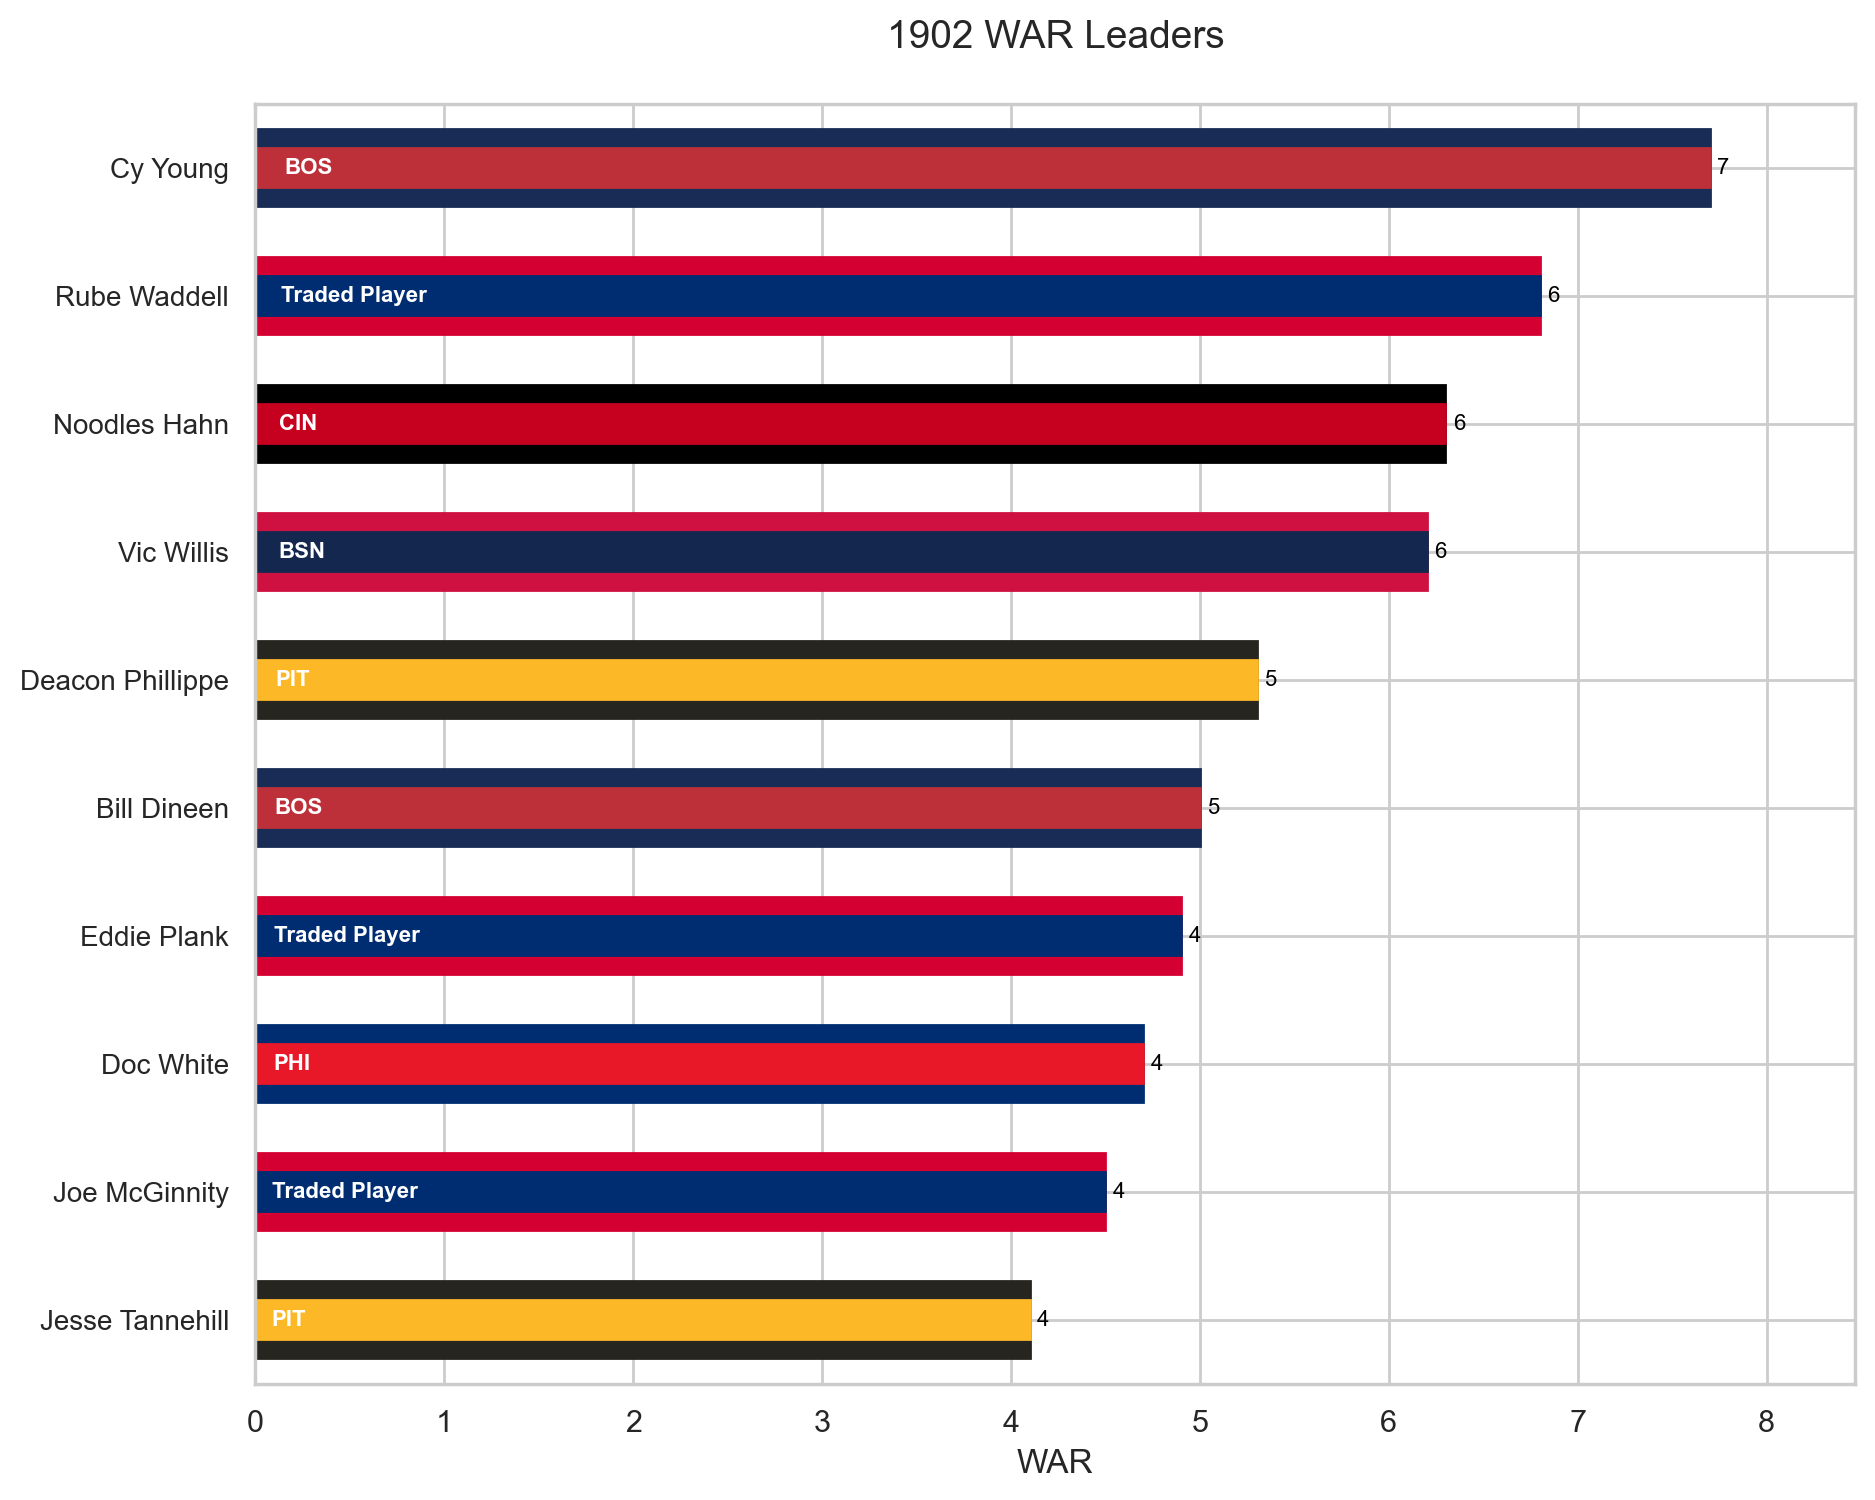 1902 WAR Leaders
Cy Young BOS 7
Rube Waddell Traded Player 6
Noodles Hahn CIN 6
Vic Willis BSN 6
Deacon Phillippe PIT 5
Bill Dineen BOS 5
Eddie Plank Traded Player 4
Doc White PHI 4
Joe McGinnity Traded Player 4
Jesse Tannehill PIT 4
0 1 2 3 4 5 6 7 8
WAR